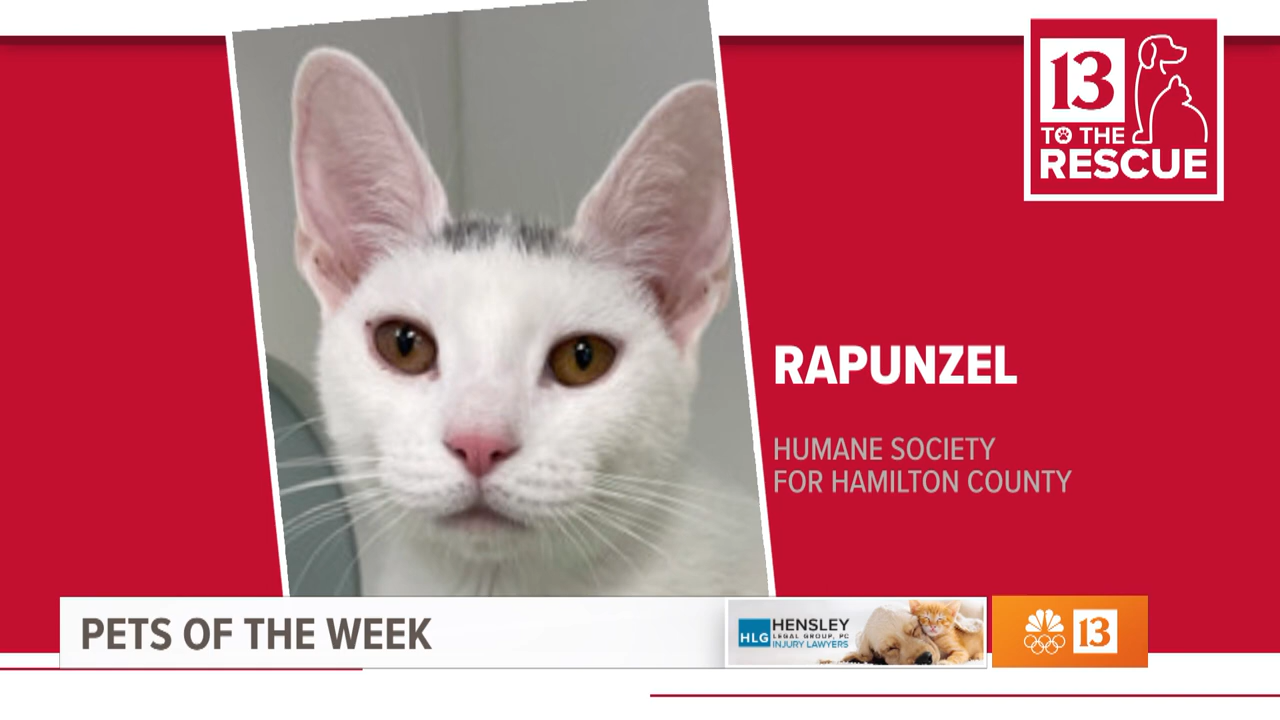 13
TO THE
RESCUE
RAPUNZEL
HUMANE SOCIETY
FOR HAMILTON COUNTY
PETS OF THE WEEK
HLG
HENSLEY
LEGAL GROUP, PC
INJURY LAWYERS
13